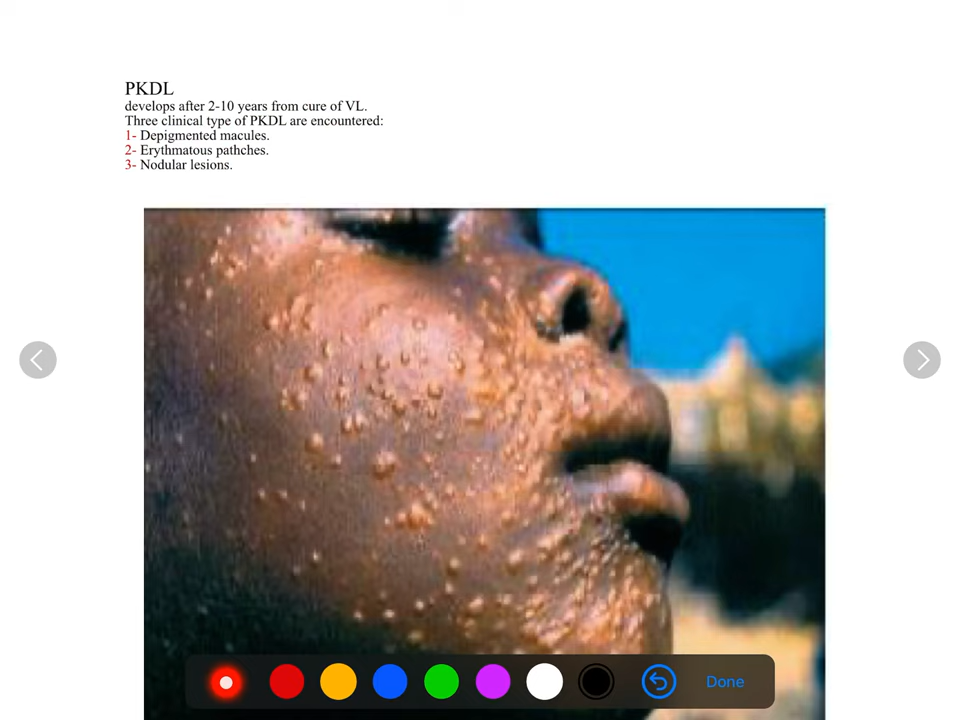 PKDL
develops after 2-10 years from cure of VL.
Three clinical type of PKDL are encountered:
1- Depigmented macules.
2- Erythmatous pathches.
3- Nodular lesions.
Done